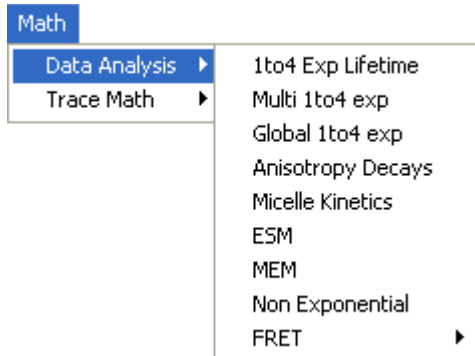 Math
Data Analysis
Trace Math
1to4 Exp Lifetime
Multi 1to4 exp
Global 1to4 exp
Anisotropy Decays
Micelle Kinetics
ESM
MEM
Non Exponential
FRET